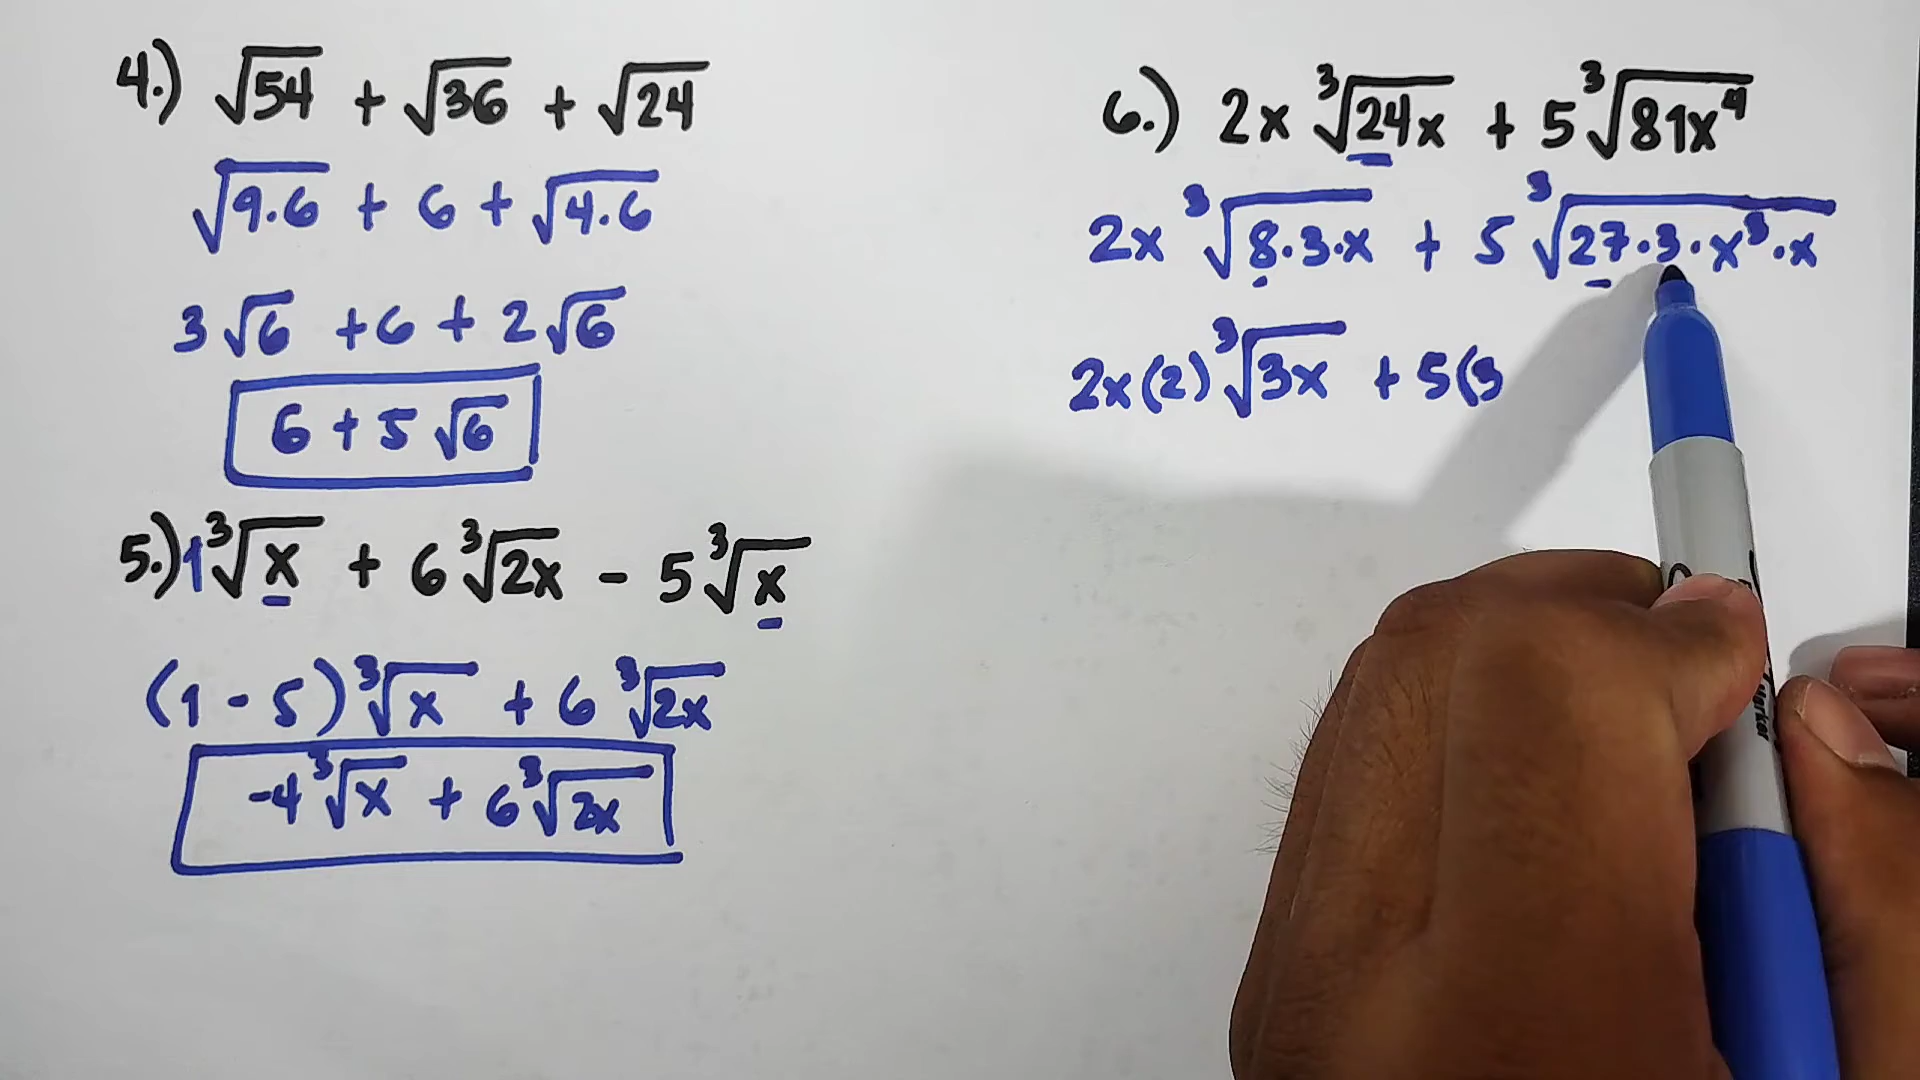 4.) √54 + √36 + √24
√9·6 + 6 + √4·6
3√6 + 6 + 2√6
6 + 5√6
5.) 1∛x + 6∛2x - 5∛x
(1 - 5)∛x + 6∛2x
-4∛x + 6∛2x
6.) 2x ∛24x + 5∛81x⁴
2x ∛8·3·x + 5 ∛27·3·x³·x
2x(2)∛3x + 5(3